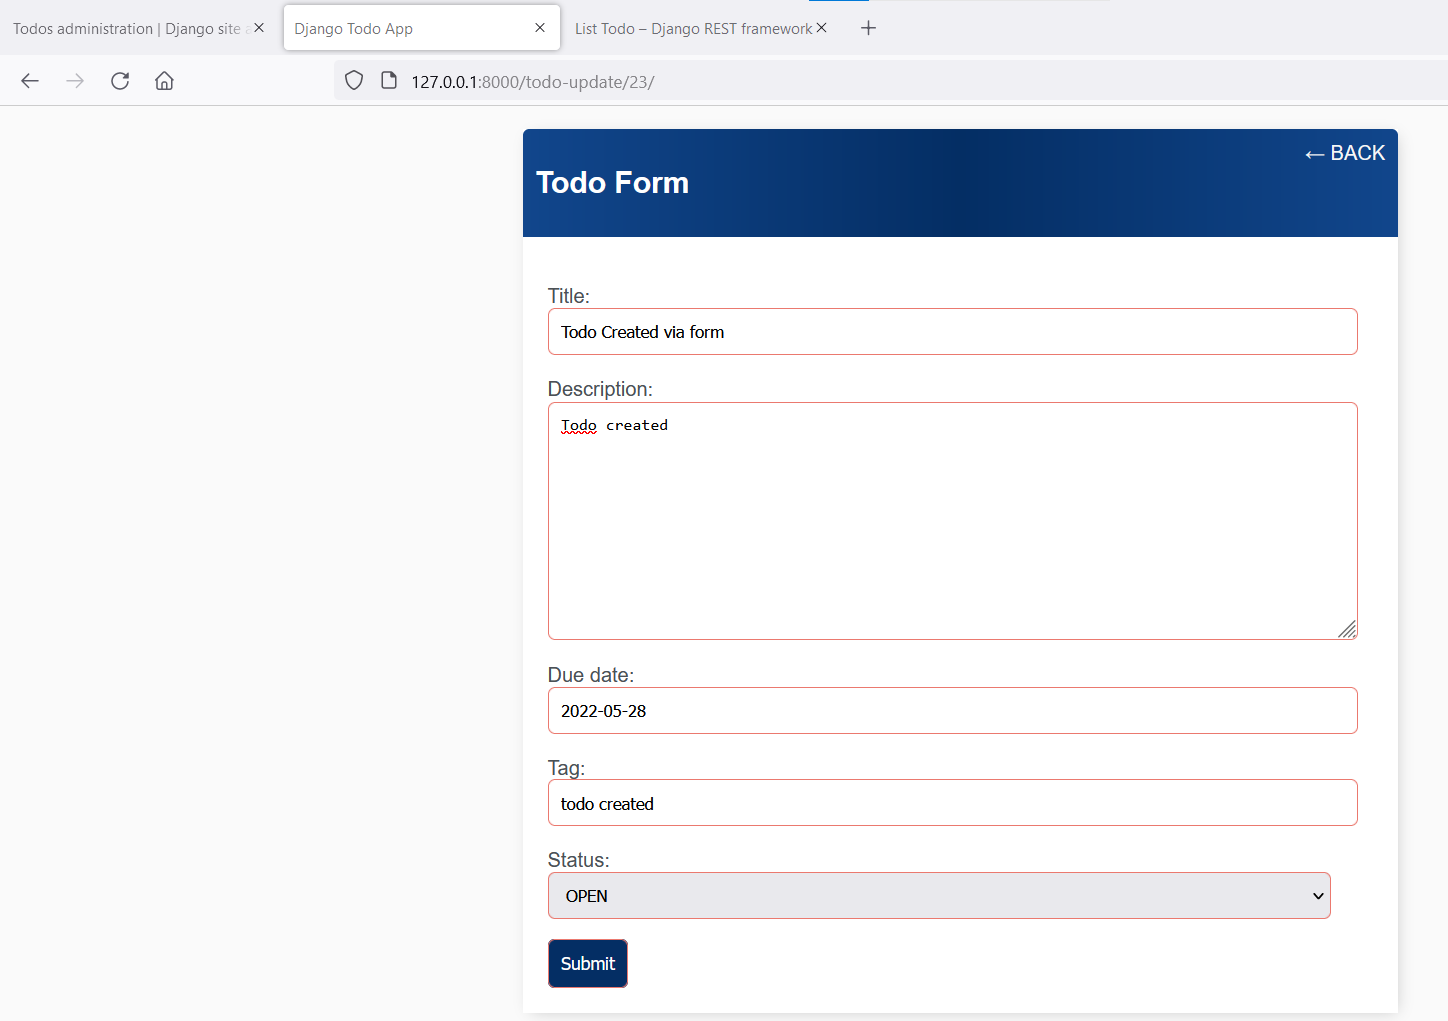 Todos administration | Django site
Django Todo App
List Todo – Django REST framework
127.0.0.1:8000/todo-update/23/
← BACK
Todo Form
Title:
Todo Created via form
Description:
Todo created
Due date:
2022-05-28
Tag:
todo created
Status:
OPEN
Submit